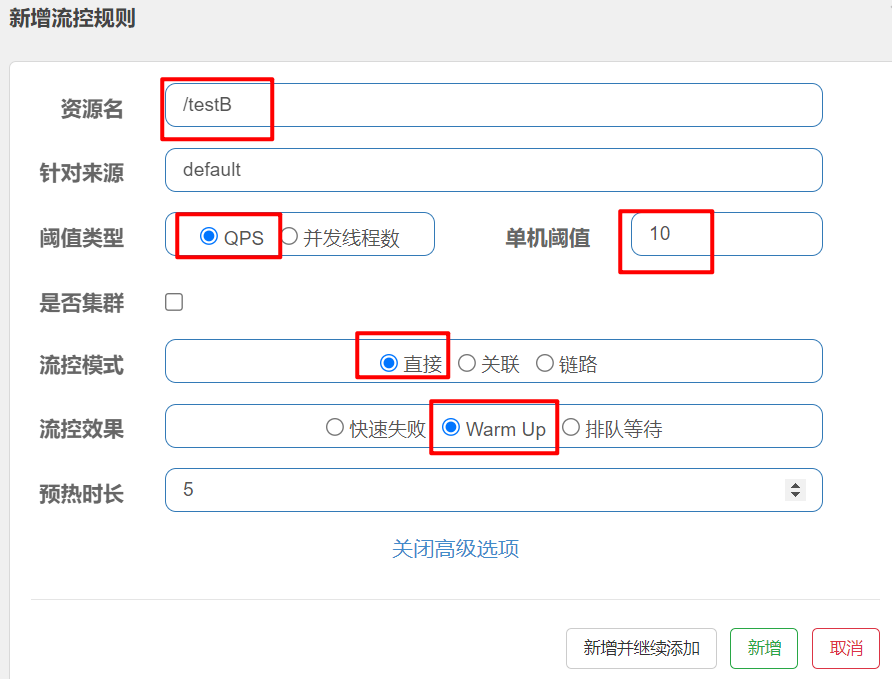 新增流控规则
资源名 /testB
针对来源 default
阈值类型 QPS 并发线程数 单机阈值 10
是否集群
流控模式 直接 关联 链路
流控效果 快速失败 Warm Up 排队等待
预热时长 5
关闭高级选项
新增并继续添加 新增 取消